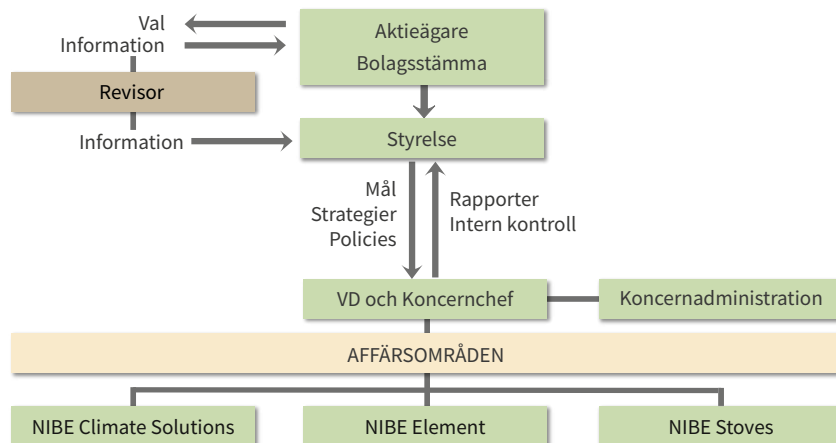 Val
Information
Aktieägare
Bolagsstämma
Revisor
Information
Styrelse
Mål
Strategier
Policies
Rapporter
Intern kontroll
VD och Koncernchef
Koncernadministration
AFFÄRSOMRÅDEN
NIBE Climate Solutions
NIBE Element
NIBE Stoves